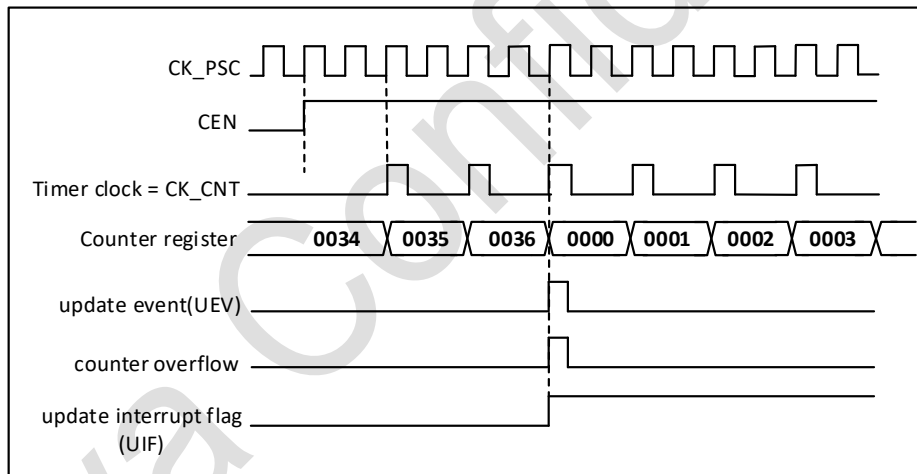 CK_PSC
CEN
Timer clock = CK_CNT
Counter register 0034 0035 0036 0000 0001 0002 0003
update event(UEV)
counter overflow
update interrupt flag
(UIF)